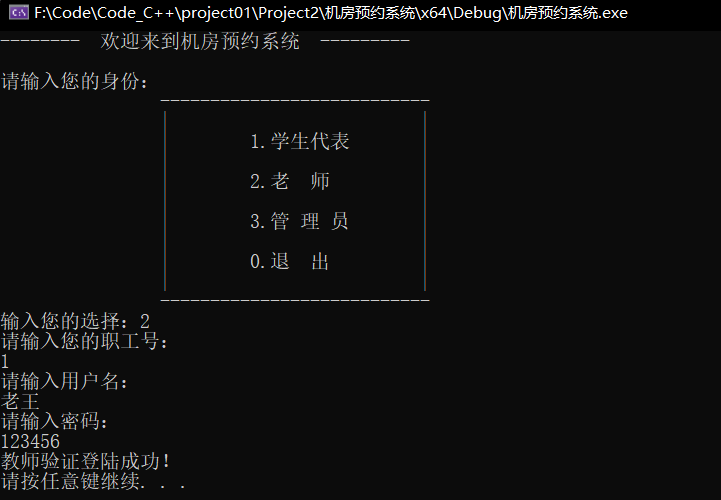 F:\Code\Code_C++\project01\Project2\机房预约系统\x64\Debug\机房预约系统.exe
-------- 欢迎来到机房预约系统 ---------
请输入您的身份：
---------------------------
1.学生代表
2.老 师
3.管 理 员
0.退 出
---------------------------
输入您的选择：2
请输入您的职工号：
1
请输入用户名：
老王
请输入密码：
123456
教师验证登陆成功！
请按任意键继续. . .